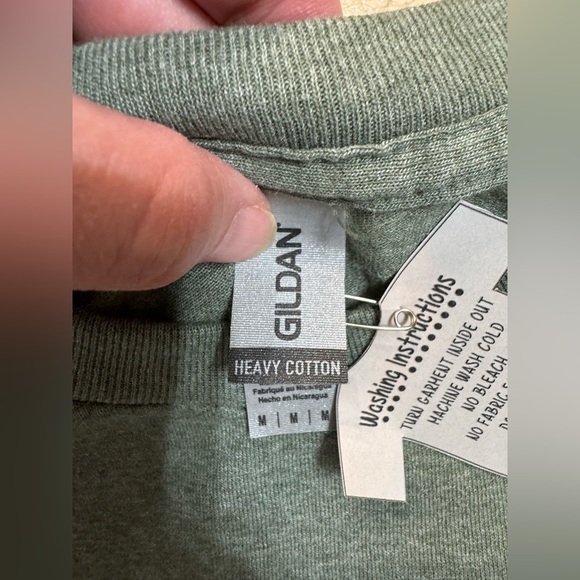 GILDAN
HEAVY COTTON
Fabriqué au Nicaragua
Hecho en Nicaragua
M | M | M
Washing Instructions
TURN GARMENT INSIDE OUT
MACHINE WASH COLD
NO BLEACH
NO FABRIC